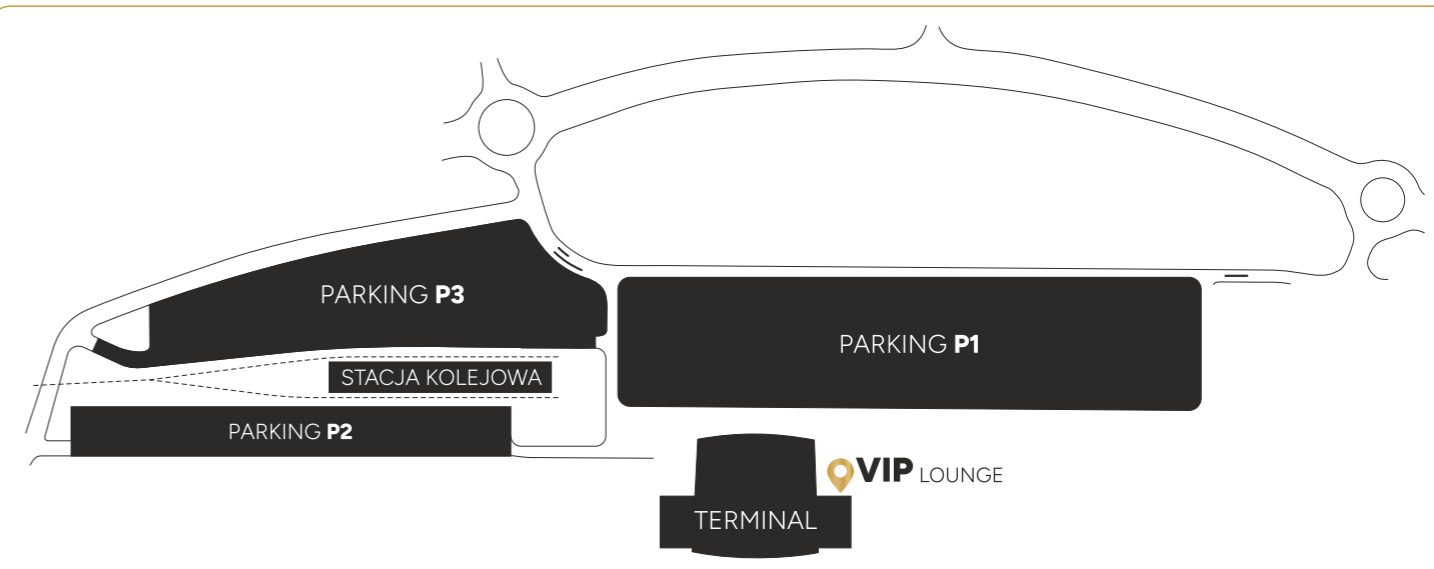 PARKING P3
PARKING P1
STACJA KOLEJOWA
PARKING P2
VIP LOUNGE
TERMINAL